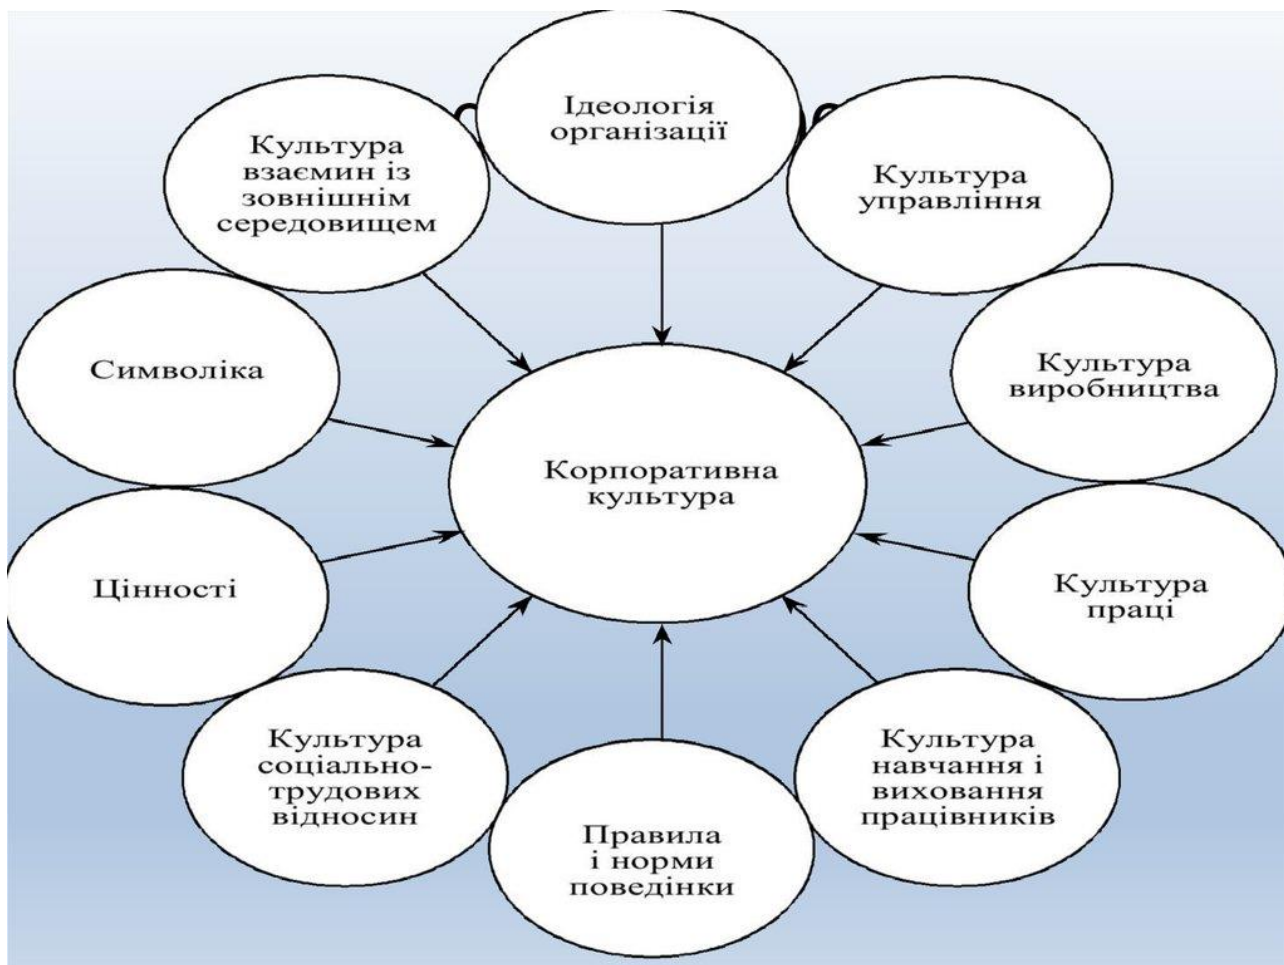 Ідеологія
організації
Культура
управління
Культура
виробництва
Культура
праці
Культура
навчання і
виховання
працівників
Правила
і норми
поведінки
Культура
соціально-
трудових
відносин
Цінності
Символіка
Культура
взаємин із
зовнішнім
середовищем
Корпоративна
культура